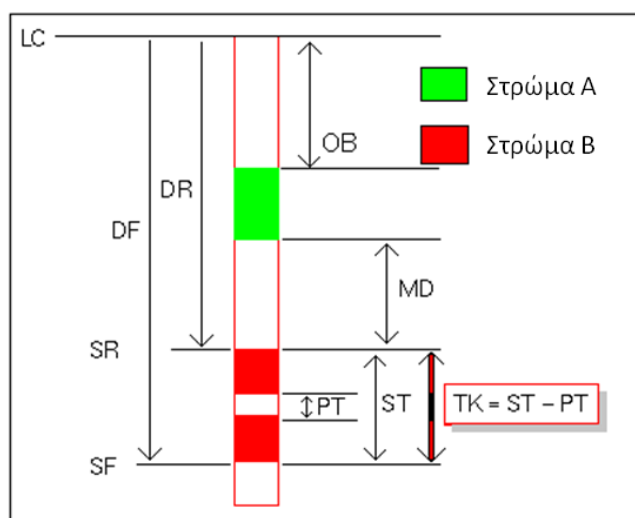 LC
Στρώμα Α
OB
Στρώμα Β
DR
DF
MD
SR
PT
ST
TK = ST – PT
SF